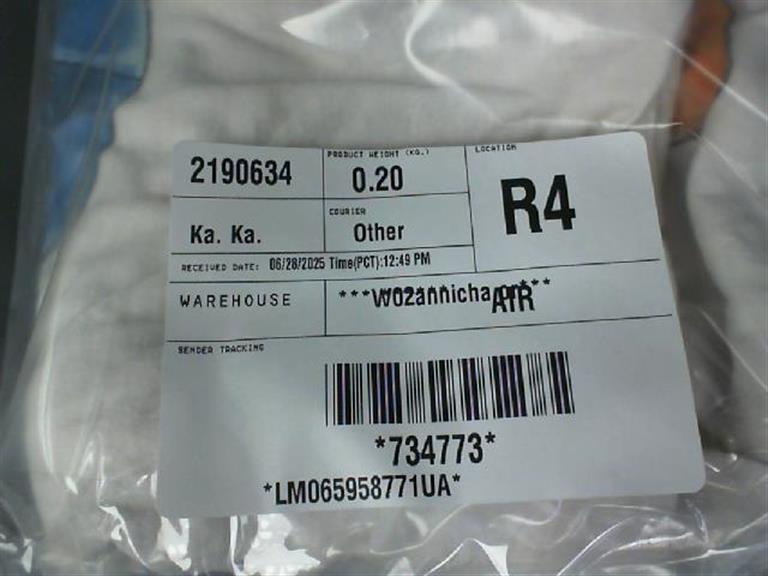 2190634
PRODUCT WEIGHT (KG.)
0.20
LOCATION
R4
Ka. Ka.
COURIER
Other
RECEIVED DATE: 06/28/2025 Time(PCT):12:49 PM
WAREHOUSE
AIR
SENDER TRACKING
*734773*
*LM065958771UA*